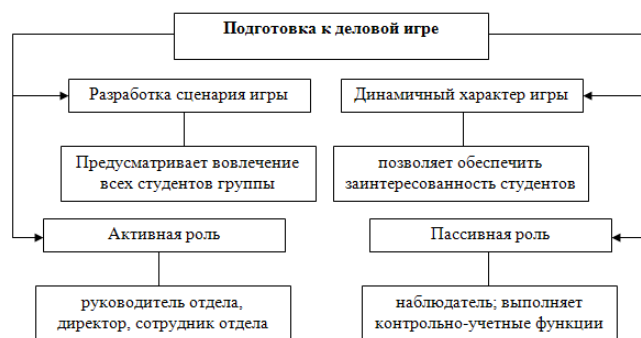 Подготовка к деловой игре
Разработка сценария игры
Динамичный характер игры
Предусматривает вовлечение
всех студентов группы
позволяет обеспечить
заинтересованность студентов
Активная роль
Пассивная роль
руководитель отдела,
директор, сотрудник отдела
наблюдатель; выполняет
контрольно-учетные функции